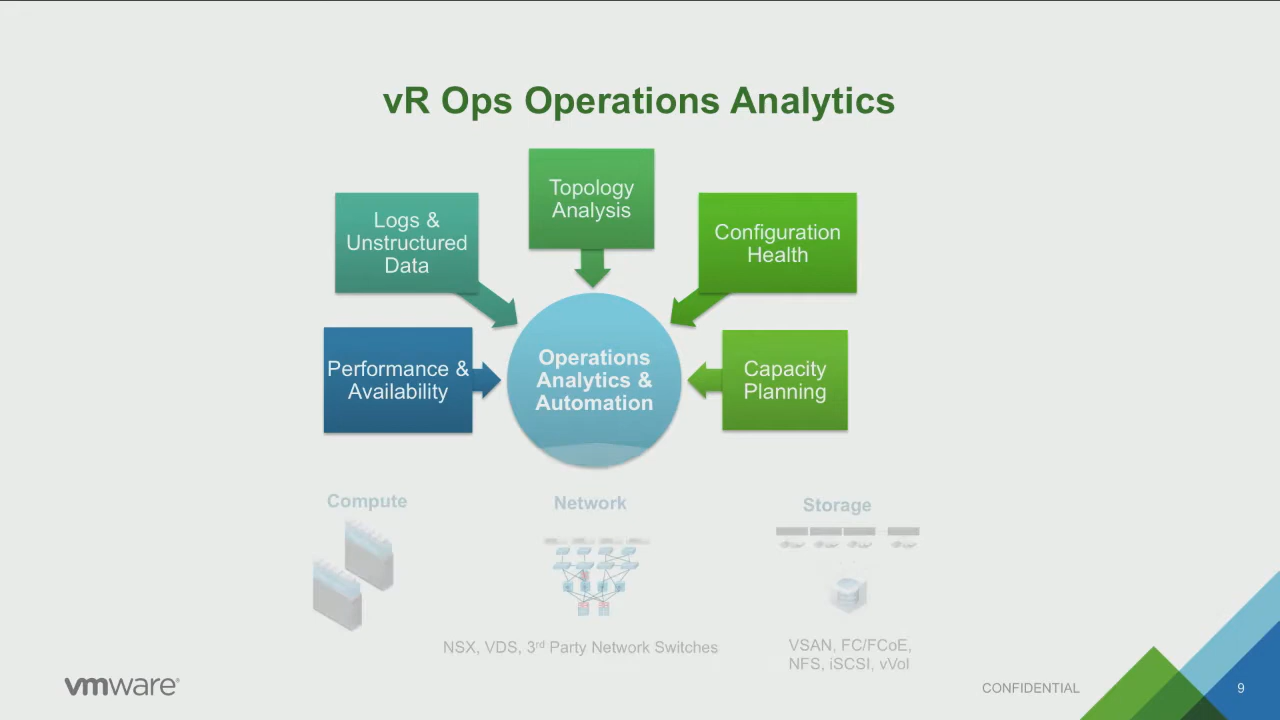 vR Ops Operations Analytics
Topology
Analysis
Logs &
Unstructured
Data
Configuration
Health
Performance &
Availability
Operations
Analytics &
Automation
Capacity
Planning
Compute
Network
Storage
NSX, VDS, 3rd Party Network Switches
VSAN, FC/FCoE,
NFS, iSCSI, vVol
vmware®
CONFIDENTIAL
9